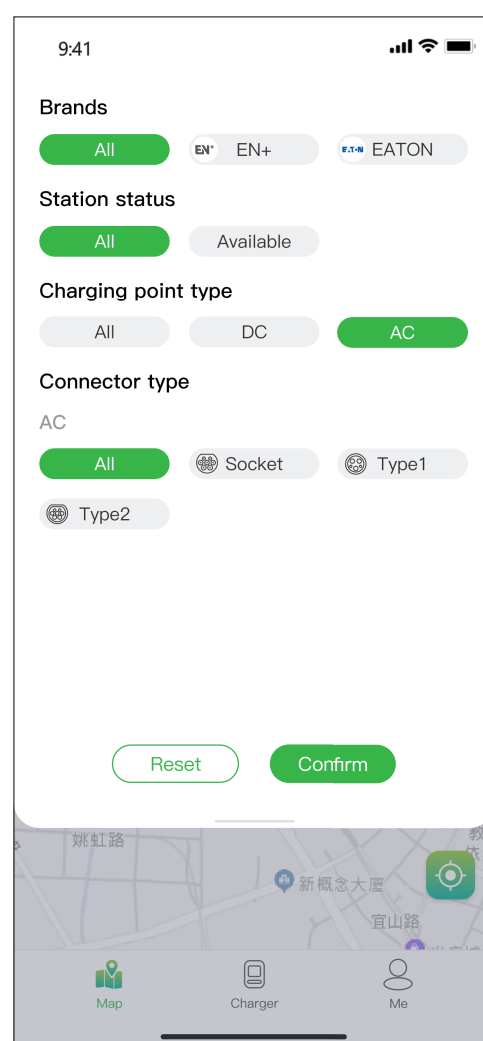 9:41
Brands
All EN+ EN+ EATON EATON
Station status
All Available
Charging point type
All DC AC
Connector type
AC
All Socket Type1
Type2
Reset Confirm
姚虹路
教
依
新概念大厦
宜山路
Map Charger Me